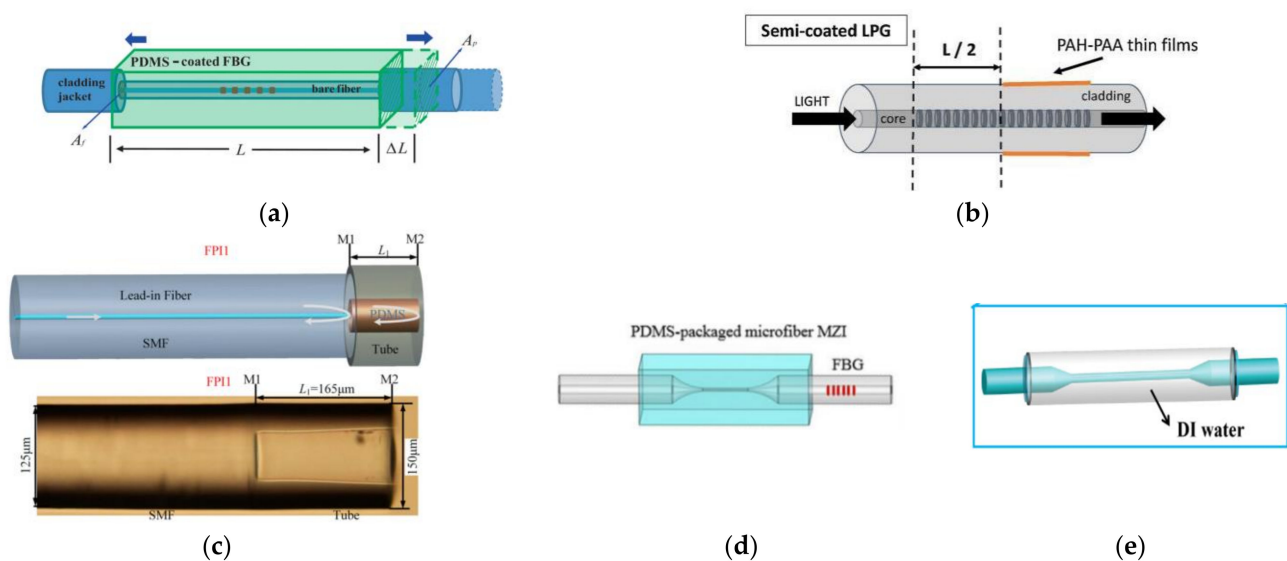 PDMS-coated FBG
A_P
cladding
jacket
bare fiber
A_f
L
ΔL
(a)
Semi-coated LPG
L / 2
PAH-PAA thin films
LIGHT
core
cladding
(b)
FPI1
M1
L₁
M2
Lead-in Fiber
PDMS
SMF
Tube
FPI1
M1
L₁=165μm
M2
125μm
150μm
SMF
Tube
(c)
PDMS-packaged microfiber MZI
FBG
(d)
DI water
(e)